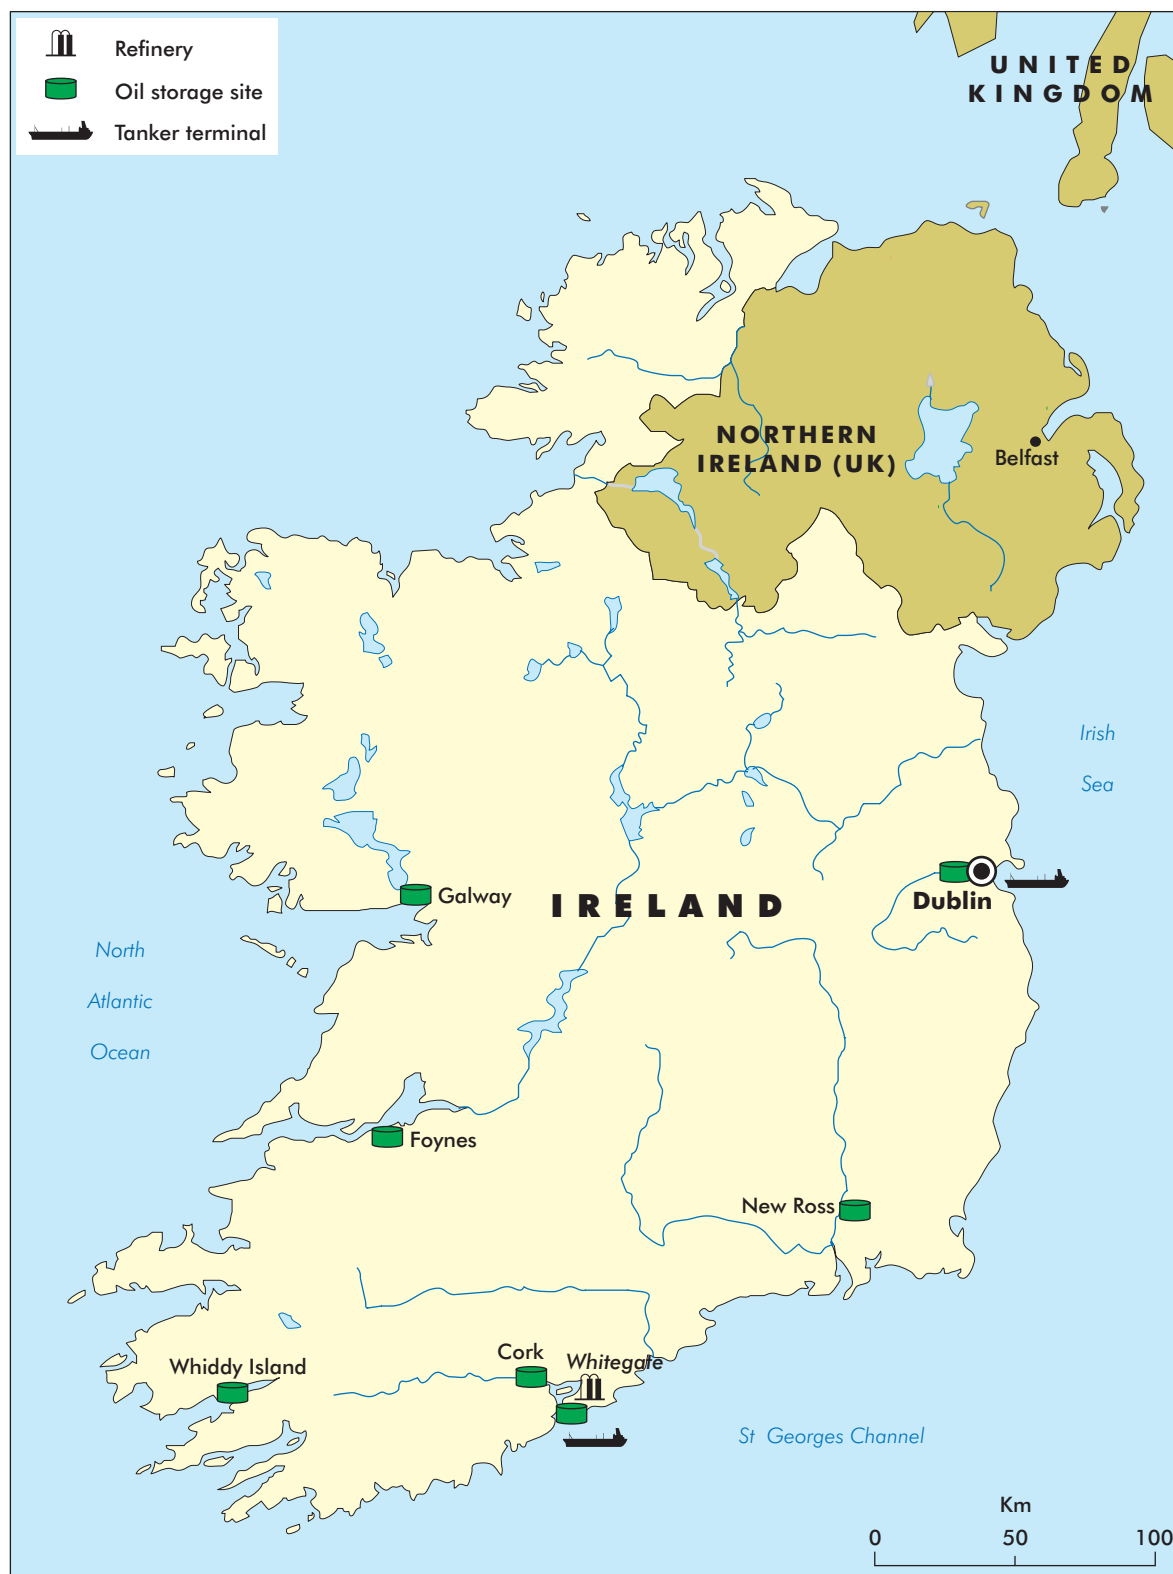 Refinery
Oil storage site
Tanker terminal
UNITED
KINGDOM
NORTHERN
IRELAND (UK)
Belfast
Irish
Sea
Galway
IRELAND
Dublin
North
Atlantic
Ocean
Foynes
New Ross
Cork
Whitegate
Whiddy Island
St Georges Channel
Km
0 50 100